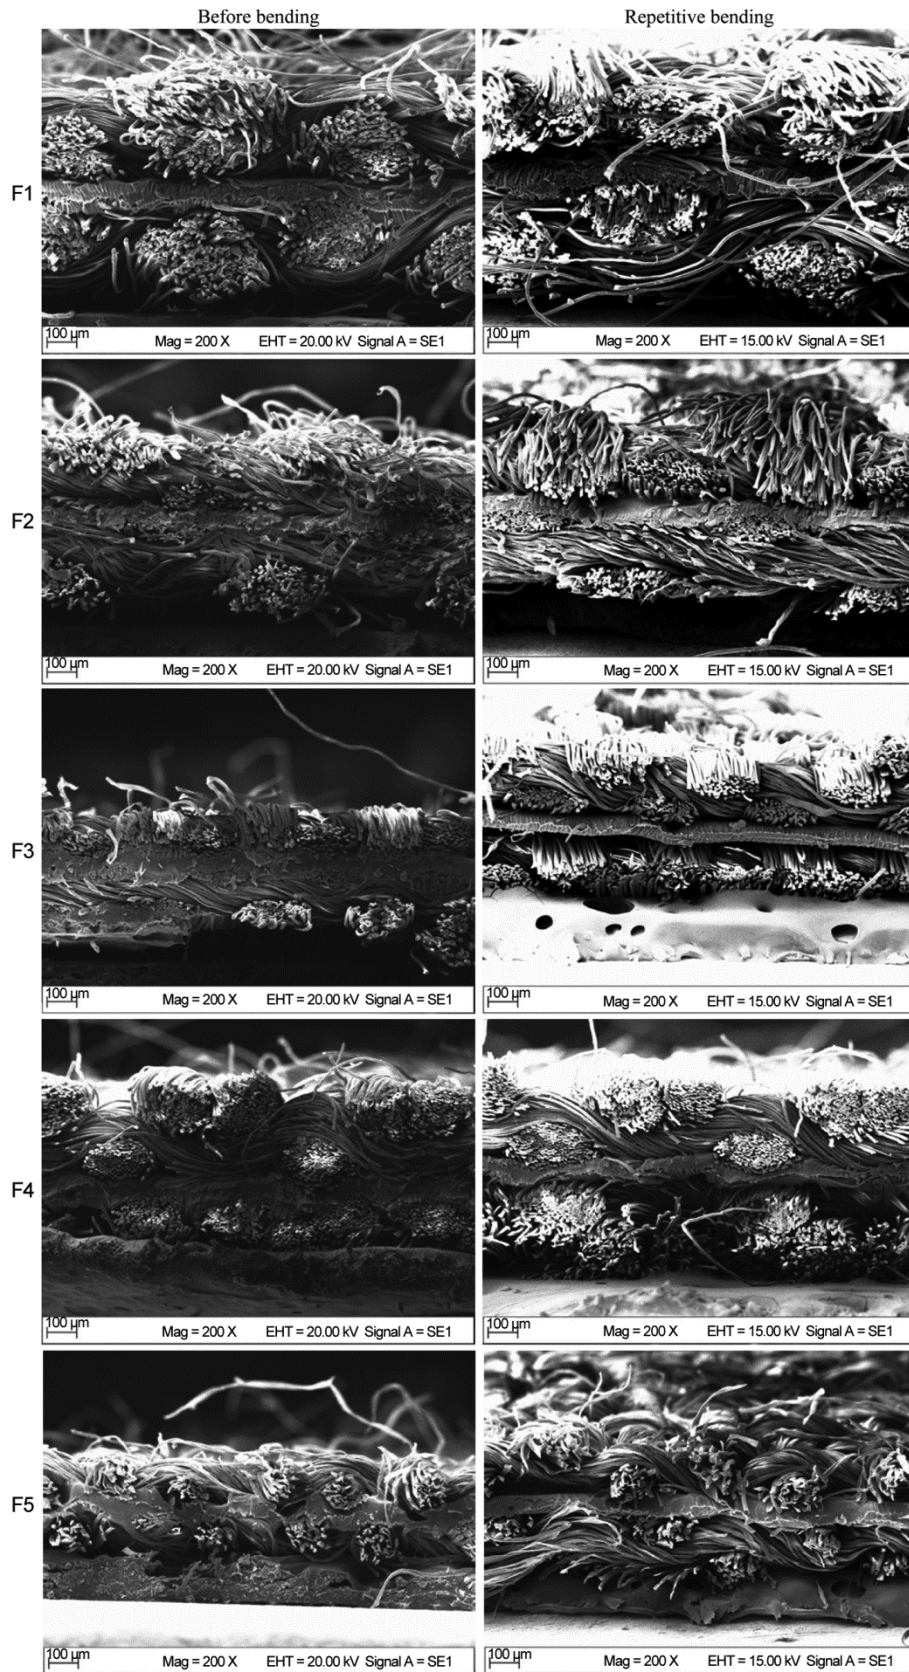 Before bending
Repetitive bending
F1
100 µm
Mag = 200 X EHT = 20.00 kV Signal A = SE1
100 µm
Mag = 200 X EHT = 15.00 kV Signal A = SE1
F2
100 µm
Mag = 200 X EHT = 20.00 kV Signal A = SE1
100 µm
Mag = 200 X EHT = 15.00 kV Signal A = SE1
F3
100 µm
Mag = 200 X EHT = 20.00 kV Signal A = SE1
100 µm
Mag = 200 X EHT = 15.00 kV Signal A = SE1
F4
100 µm
Mag = 200 X EHT = 20.00 kV Signal A = SE1
100 µm
Mag = 200 X EHT = 15.00 kV Signal A = SE1
F5
100 µm
Mag = 200 X EHT = 20.00 kV Signal A = SE1
100 µm
Mag = 200 X EHT = 15.00 kV Signal A = SE1